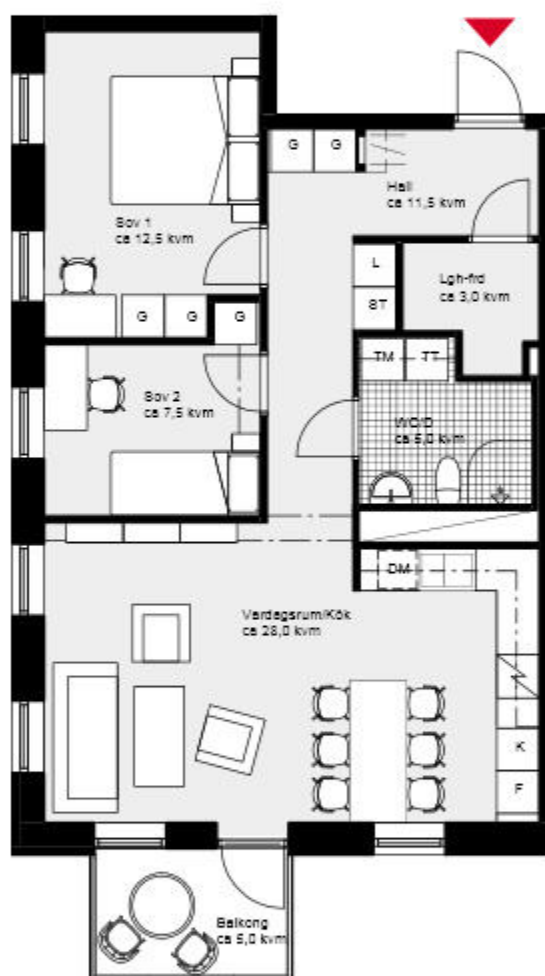 G G
Hall
ca 11,5 kvm
Sov 1
ca 12,5 kvm
L
Lgh-frd
ca 3,0 kvm
ST
G G G
TM TT
Sov 2
ca 7,5 kvm
WC/D
ca 5,0 kvm
DM
Vardagsrum/Kök
ca 28,0 kvm
K
F
Balkong
ca 5,0 kvm